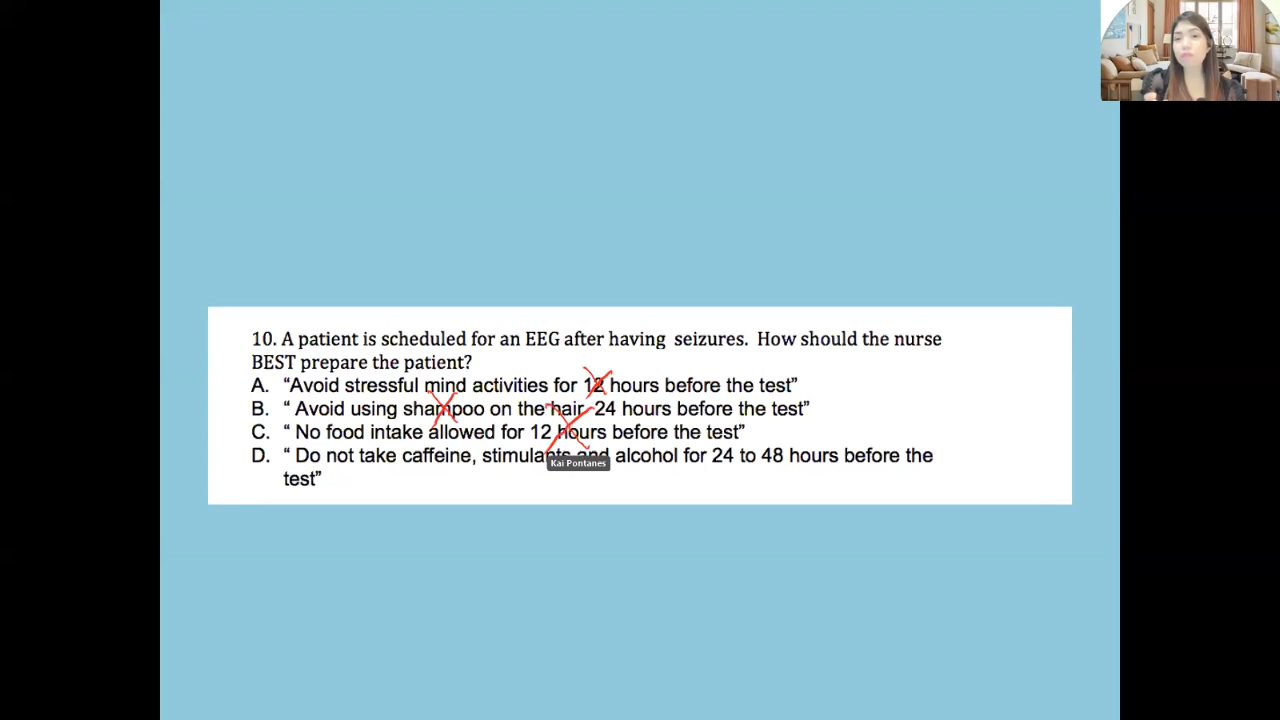 10. A patient is scheduled for an EEG after having seizures. How should the nurse
BEST prepare the patient?
A. “Avoid stressful mind activities for 12 hours before the test”
B. “ Avoid using shampoo on the hair 24 hours before the test”
C. “ No food intake allowed for 12 hours before the test”
D. “ Do not take caffeine, stimulants and alcohol for 24 to 48 hours before the
Kai Pontanes
test”